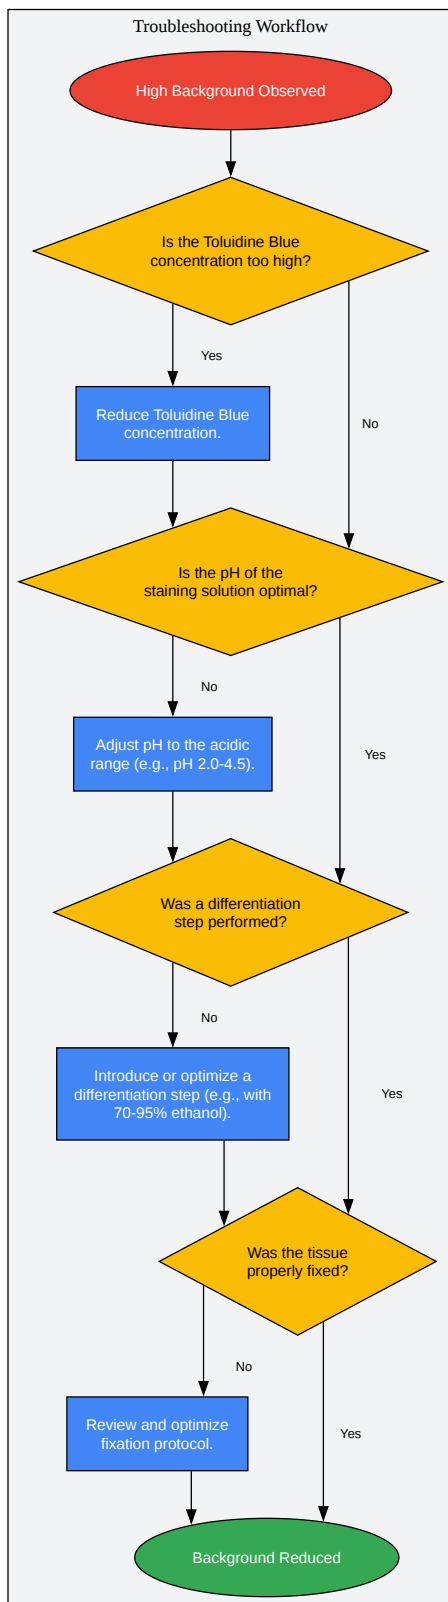 Troubleshooting Workflow
High Background Observed
Is the Toluidine Blue
concentration too high?
Yes
Reduce Toluidine Blue
concentration.
No
Is the pH of the
staining solution optimal?
No
Adjust pH to the acidic
range (e.g., pH 2.0-4.5).
Yes
Was a differentiation
step performed?
No
Introduce or optimize a
differentiation step (e.g., with
70-95% ethanol).
Yes
Was the tissue
properly fixed?
No
Review and optimize
fixation protocol.
Yes
Background Reduced